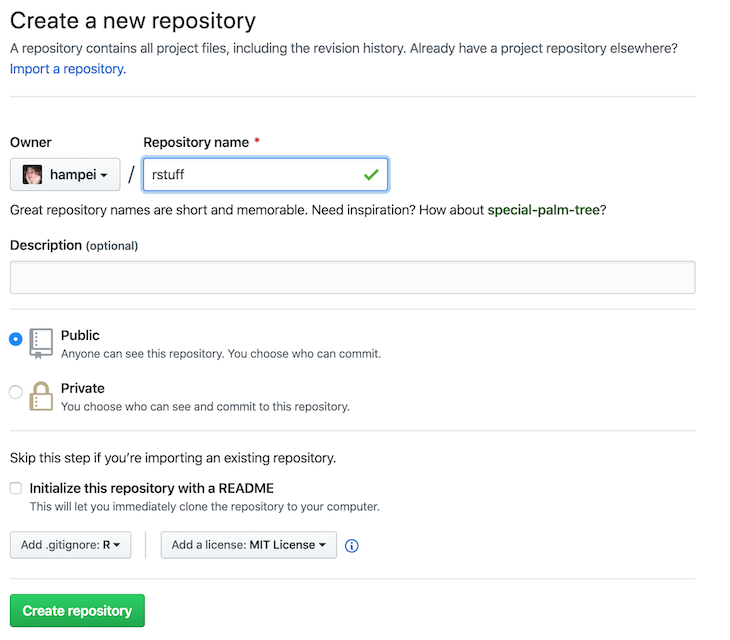 Create a new repository
A repository contains all project files, including the revision history. Already have a project repository elsewhere?
Import a repository.
Owner
Repository name *
hampei
/
rstuff
Great repository names are short and memorable. Need inspiration? How about special-palm-tree?
Description (optional)
Public
Anyone can see this repository. You choose who can commit.
Private
You choose who can see and commit to this repository.
Skip this step if you’re importing an existing repository.
Initialize this repository with a README
This will let you immediately clone the repository to your computer.
Add .gitignore: R
Add a license: MIT License
Create repository